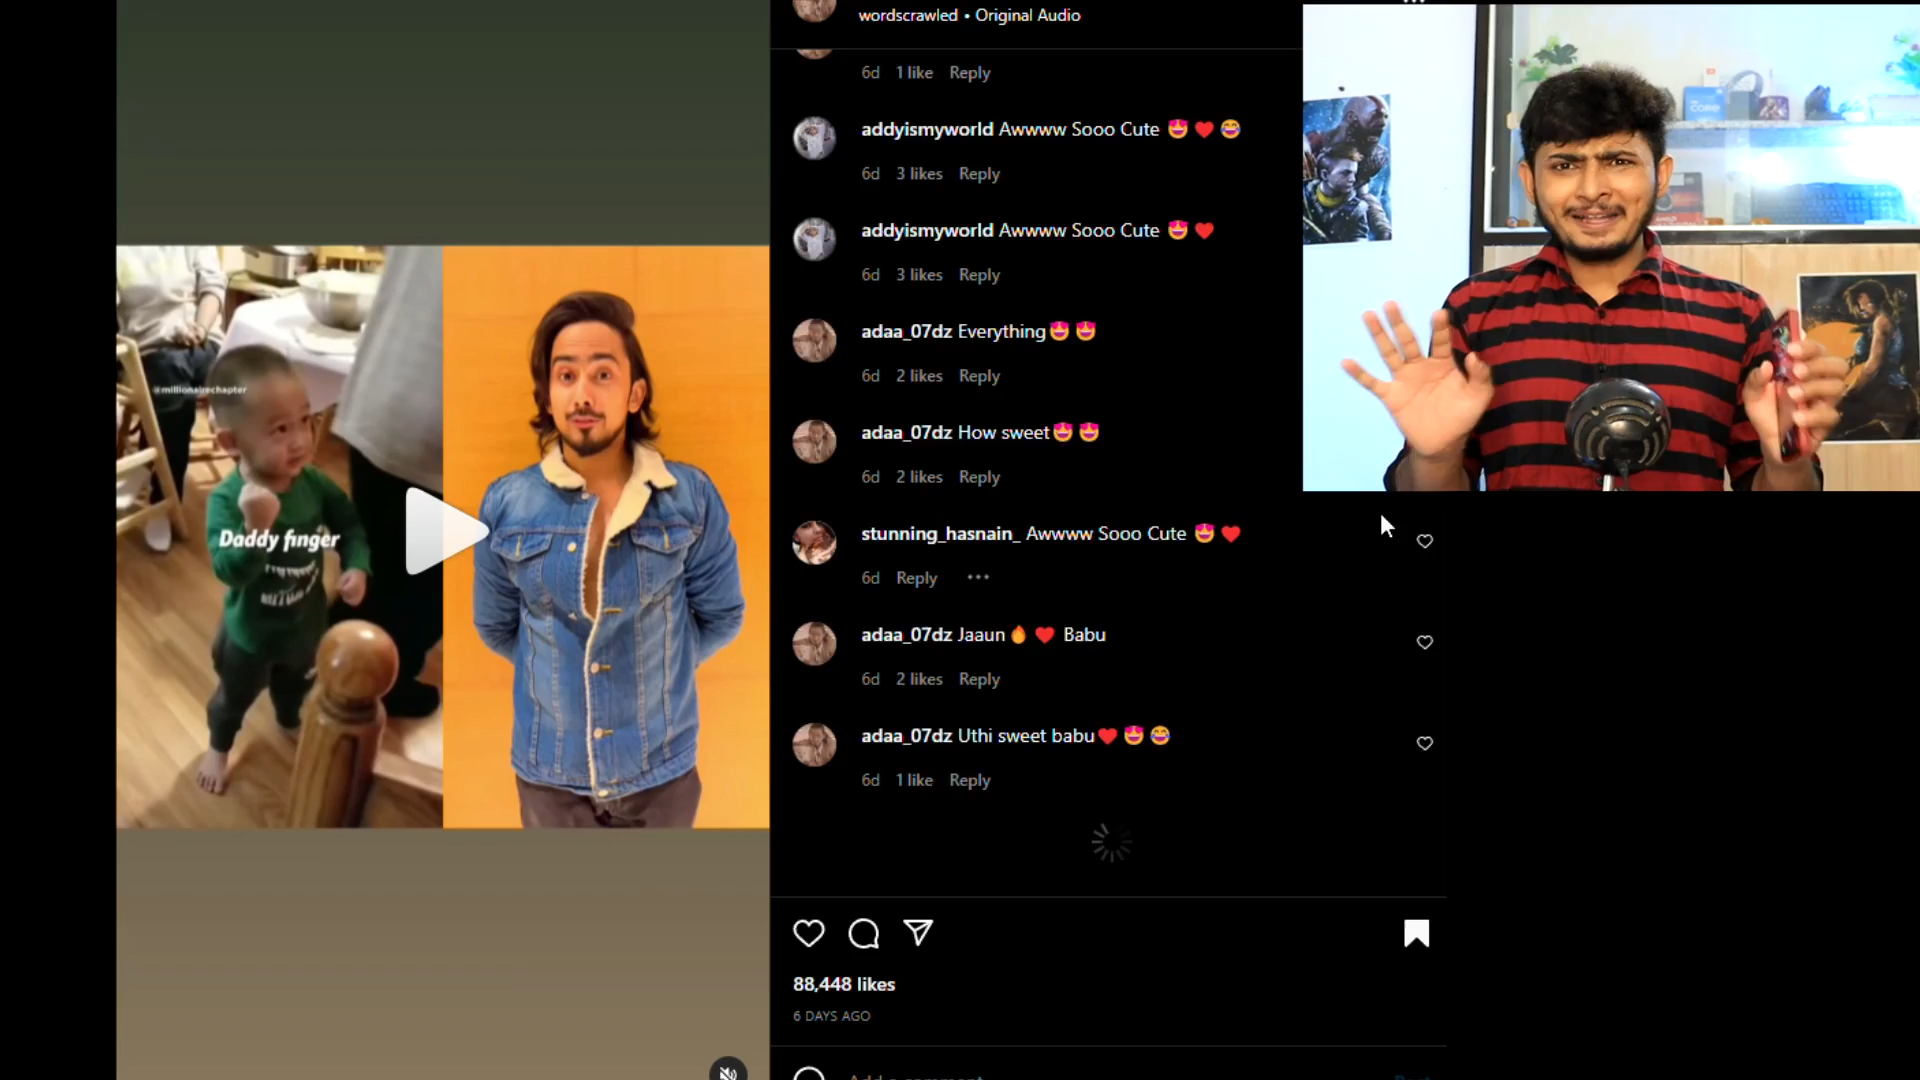 wordscrawled • Original Audio
6d 1 like Reply
addyismyworld Awwww Sooo Cute 😍 ❤️ 😂
6d 3 likes Reply
addyismyworld Awwww Sooo Cute 😍 ❤️
6d 3 likes Reply
adaa_07dz Everything😍 😍
6d 2 likes Reply
adaa_07dz How sweet😍 😍
6d 2 likes Reply
stunning_hasnain_ Awwww Sooo Cute 😍 ❤️
6d Reply •••
adaa_07dz Jaaun🔥 ❤️ Babu
6d 2 likes Reply
adaa_07dz Uthi sweet babu❤️ 😍 😂
6d 1 like Reply
88,448 likes
6 DAYS AGO
@millionairechapter
Daddy finger
CORE